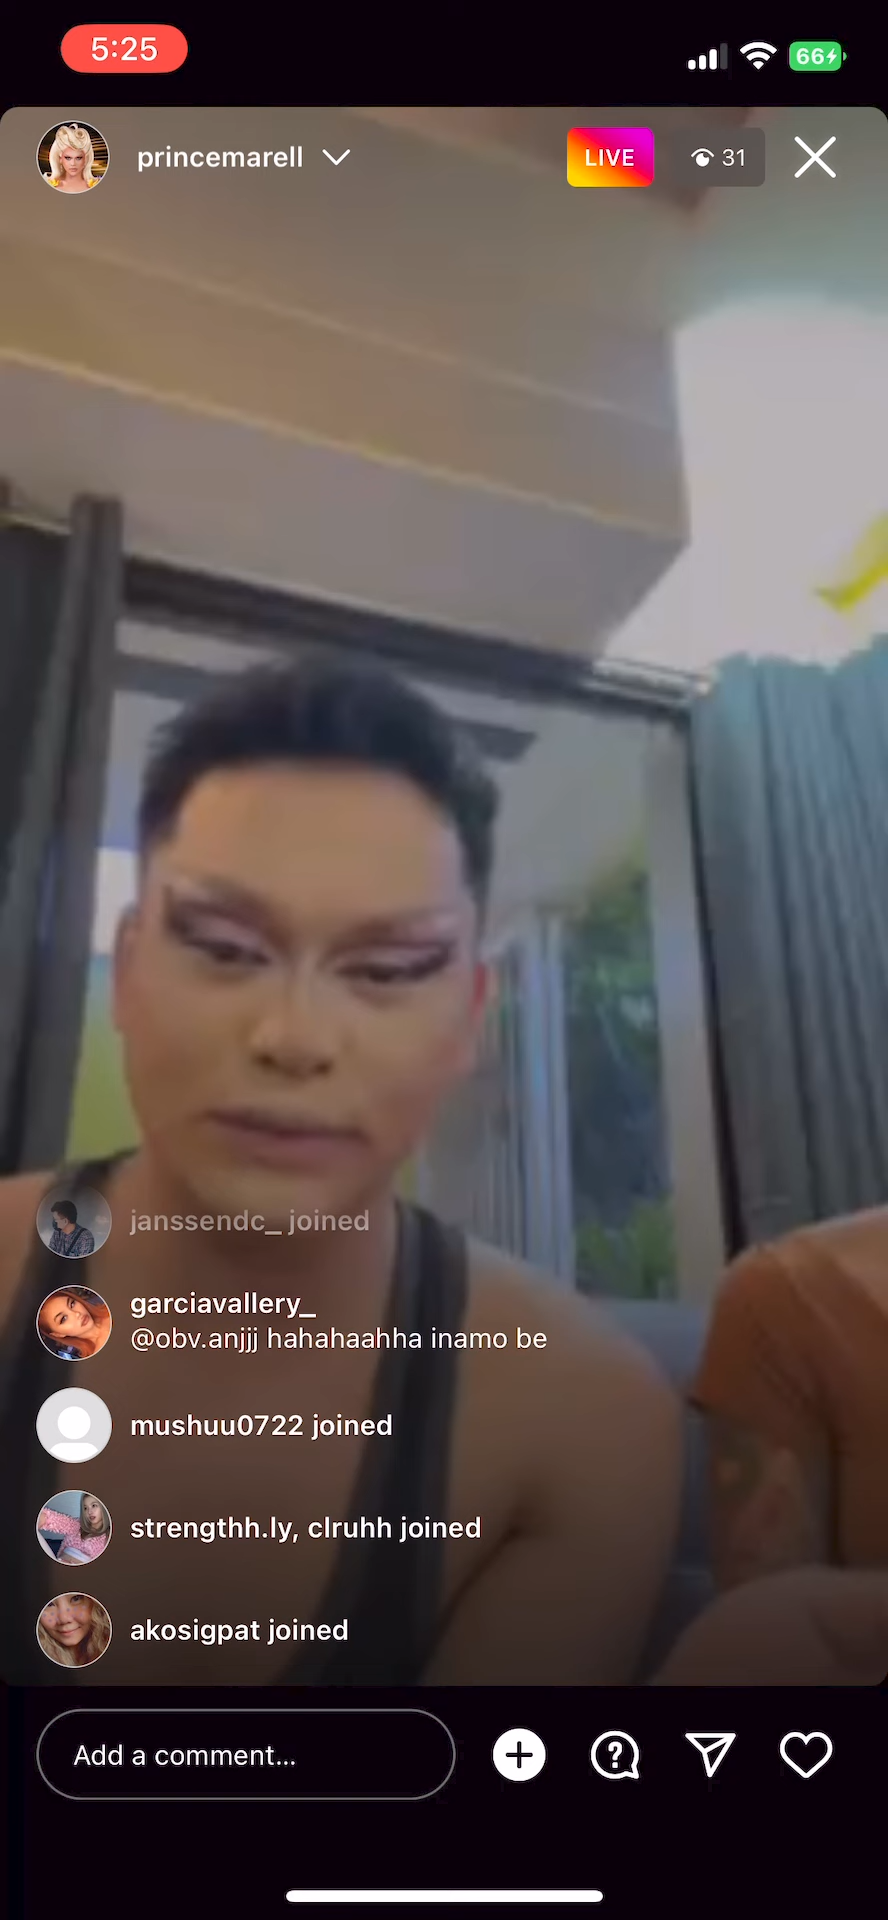 5:25
66
princemarell
LIVE
31
janssendc_ joined
garciavallery_
@obv.anjjj hahahaahha inamo be
mushuu0722 joined
strengthh.ly, clruhh joined
akosigpat joined
Add a comment...